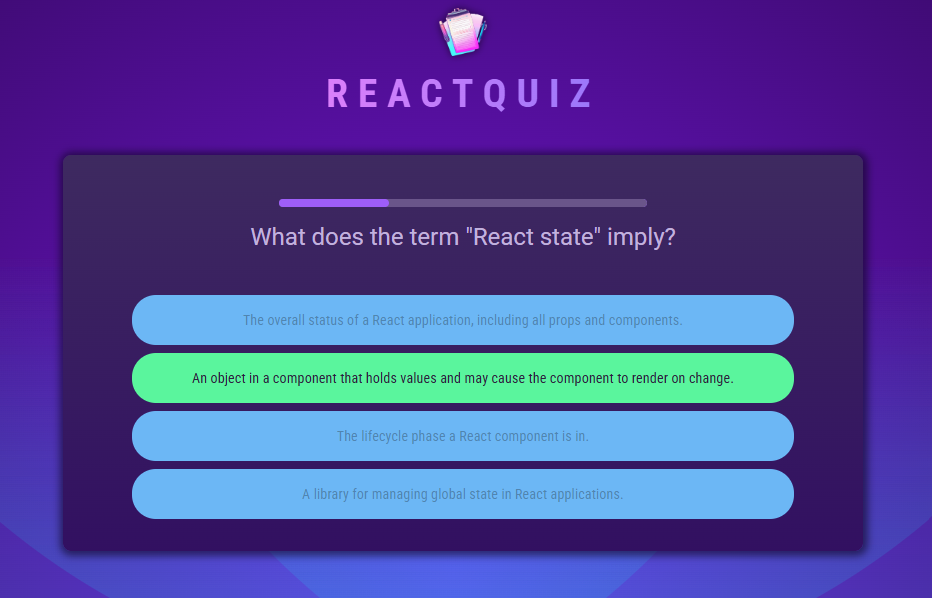 REACTQUIZ
What does the term "React state" imply?
The overall status of a React application, including all props and components.
An object in a component that holds values and may cause the component to render on change.
The lifecycle phase a React component is in.
A library for managing global state in React applications.